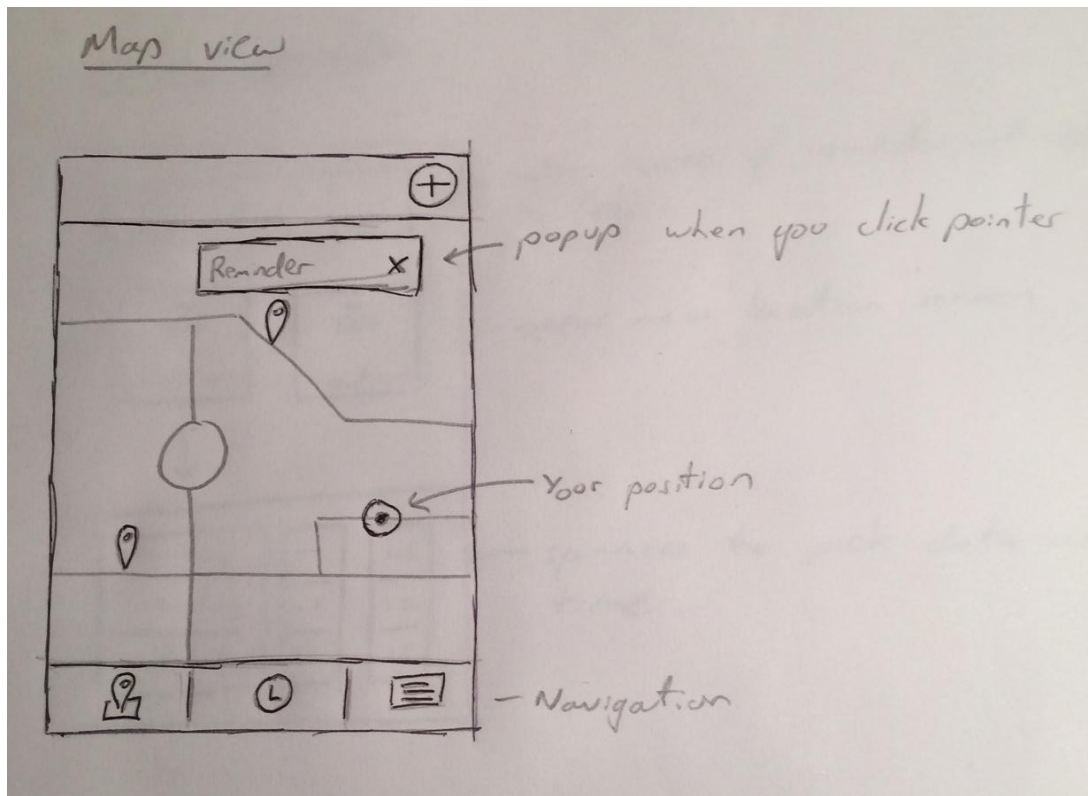 Map view
popup when you click pointer
Reminder X
Your position
Navigation